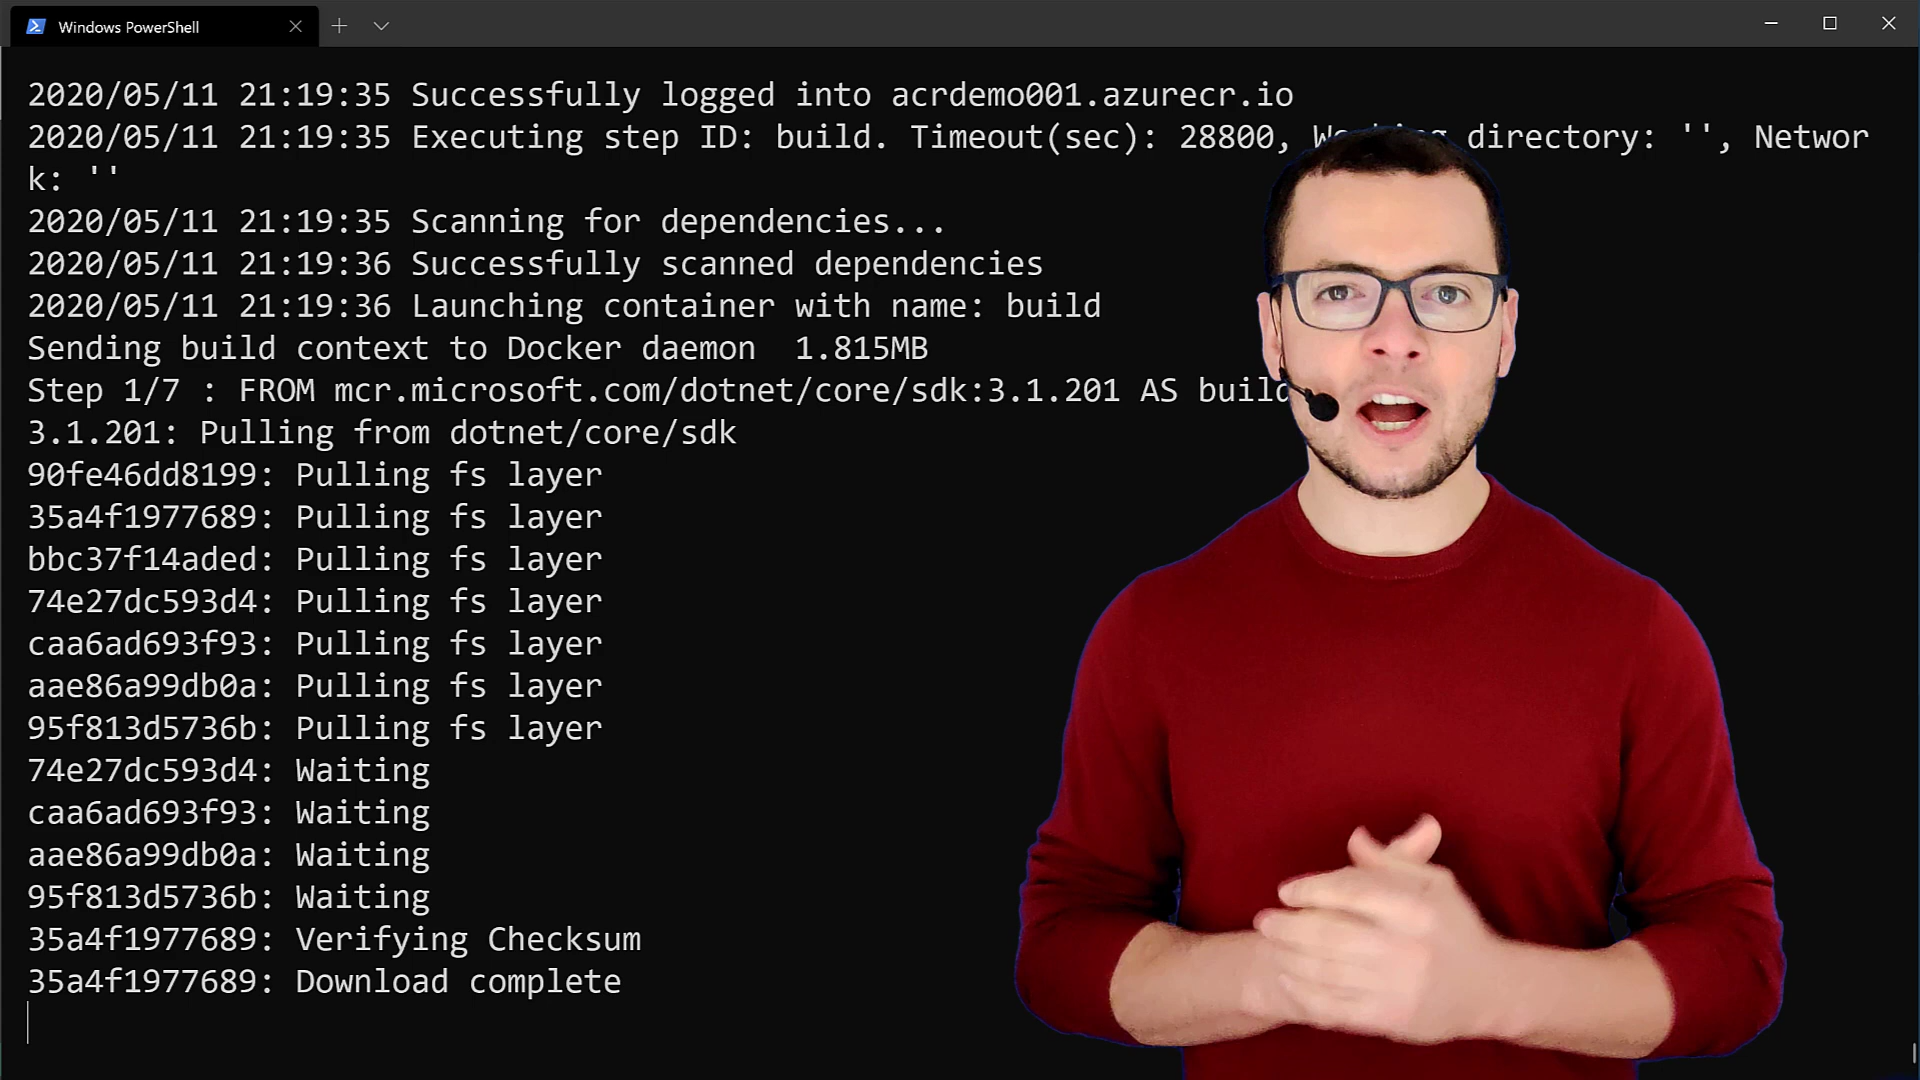 Windows PowerShell
2020/05/11 21:19:35 Successfully logged into acrdemo001.azurecr.io
2020/05/11 21:19:35 Executing step ID: build. Timeout(sec): 28800, Working directory: '', Networ
k: ''
2020/05/11 21:19:35 Scanning for dependencies...
2020/05/11 21:19:36 Successfully scanned dependencies
2020/05/11 21:19:36 Launching container with name: build
Sending build context to Docker daemon  1.815MB
Step 1/7 : FROM mcr.microsoft.com/dotnet/core/sdk:3.1.201 AS build
3.1.201: Pulling from dotnet/core/sdk
90fe46dd8199: Pulling fs layer
35a4f1977689: Pulling fs layer
bbc37f14aded: Pulling fs layer
74e27dc593d4: Pulling fs layer
caa6ad693f93: Pulling fs layer
aae86a99db0a: Pulling fs layer
95f813d5736b: Pulling fs layer
74e27dc593d4: Waiting
caa6ad693f93: Waiting
aae86a99db0a: Waiting
95f813d5736b: Waiting
35a4f1977689: Verifying Checksum
35a4f1977689: Download complete